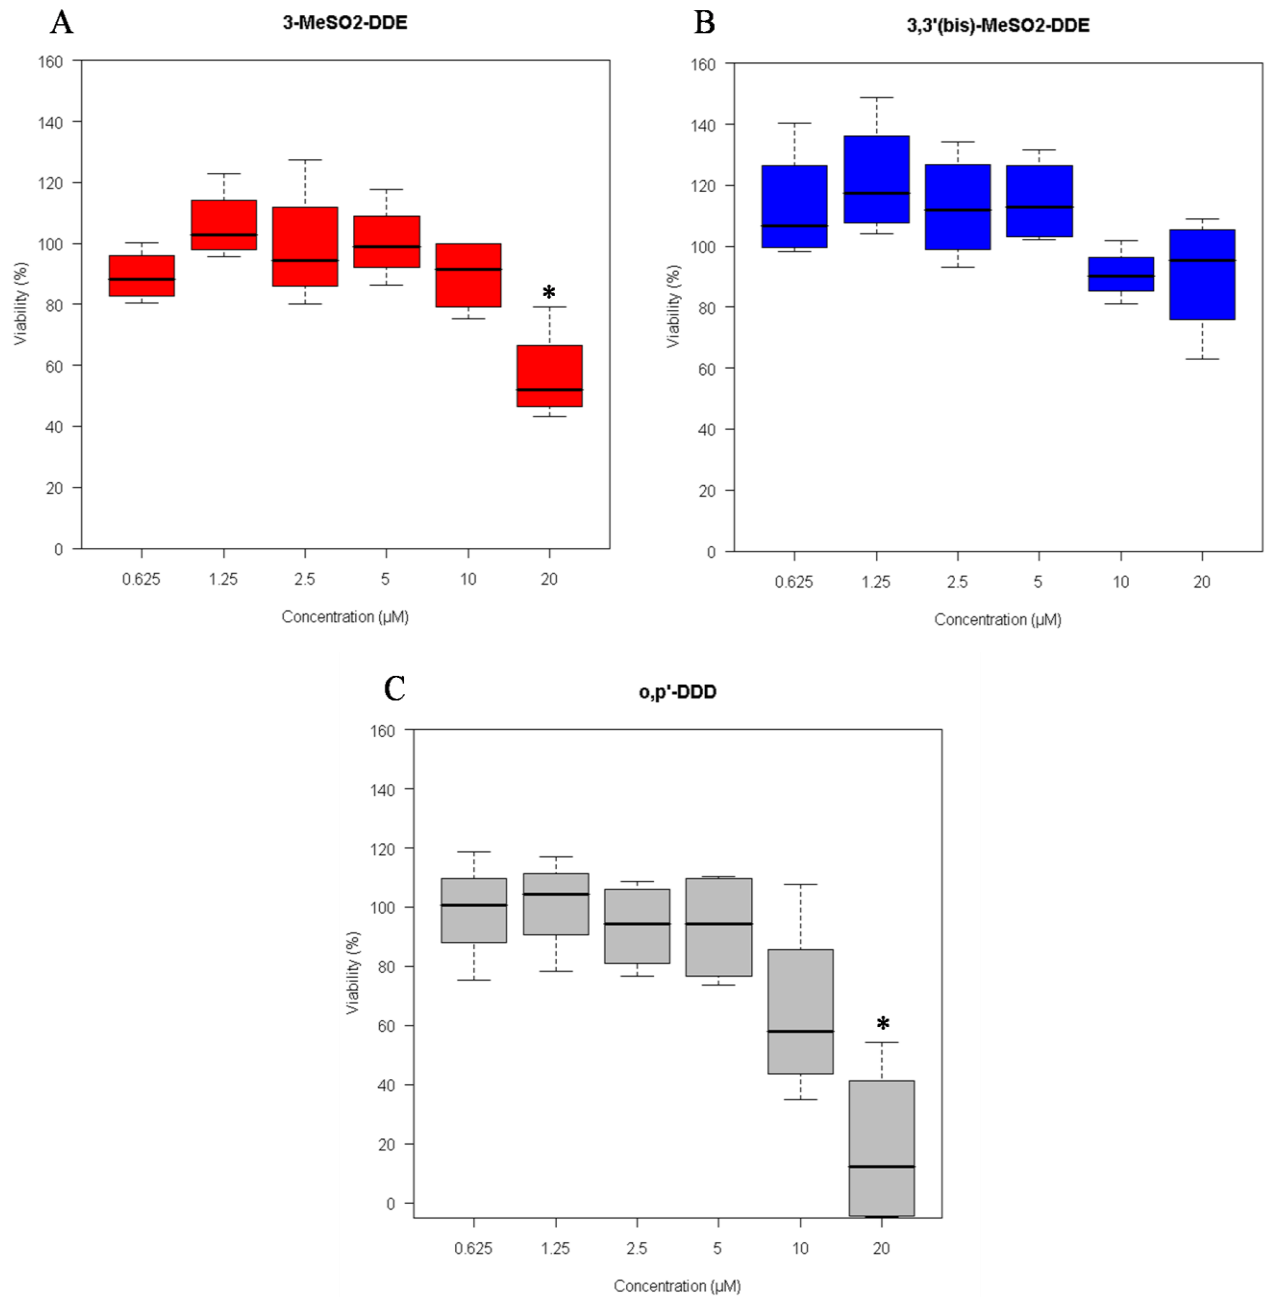 A
3-MeSO2-DDE
160
140
120
100
80
60
40
20
0
Viability (%)
*
0.625 1.25 2.5 5 10 20
Concentration (µM)
B
3,3'(bis)-MeSO2-DDE
160
140
120
100
80
60
40
20
0
Viability (%)
0.625 1.25 2.5 5 10 20
Concentration (µM)
C
o,p'-DDD
160
140
120
100
80
60
40
20
0
Viability (%)
*
0.625 1.25 2.5 5 10 20
Concentration (µM)